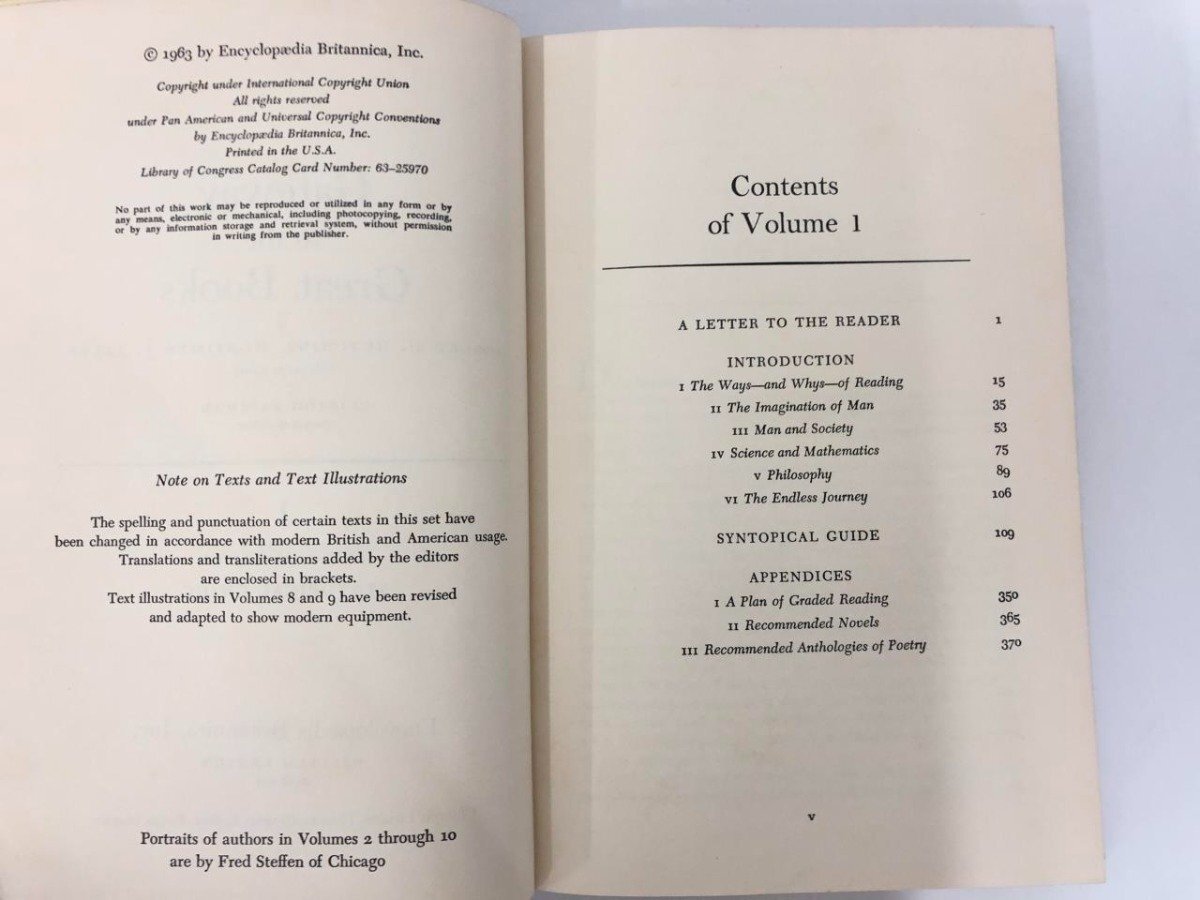 © 1963 by Encyclopædia Britannica, Inc.
Copyright under International Copyright Union
All rights reserved
under Pan American and Universal Copyright Conventions
by Encyclopædia Britannica, Inc.
Printed in the U.S.A.
Library of Congress Catalog Card Number: 63–25970
No part of this work may be reproduced or utilized in any form or by
any means, electronic or mechanical, including photocopying, recording,
or by any information storage and retrieval system, without permission
in writing from the publisher.
Great Books
Note on Texts and Text Illustrations
The spelling and punctuation of certain texts in this set have
been changed in accordance with modern British and American usage.
Translations and transliterations added by the editors
are enclosed in brackets.
Text illustrations in Volumes 8 and 9 have been revised
and adapted to show modern equipment.
Portraits of authors in Volumes 2 through 10
are by Fred Steffen of Chicago
Contents
of Volume 1
A LETTER TO THE READER 1
INTRODUCTION
I The Ways—and Whys—of Reading 15
II The Imagination of Man 35
III Man and Society 53
IV Science and Mathematics 75
V Philosophy 89
VI The Endless Journey 106
SYNTOPICAL GUIDE 109
APPENDICES
I A Plan of Graded Reading 350
II Recommended Novels 365
III Recommended Anthologies of Poetry 370
v